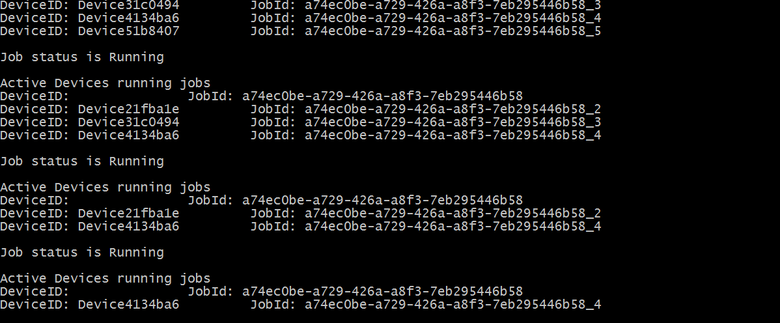 DeviceID: Device31c0494 JobId: a74ec0be-a729-426a-a8f3-7eb295446b58_3
DeviceID: Device4134ba6 JobId: a74ec0be-a729-426a-a8f3-7eb295446b58_4
DeviceID: Device51b8407 JobId: a74ec0be-a729-426a-a8f3-7eb295446b58_5
Job status is Running
Active Devices running jobs
DeviceID: JobId: a74ec0be-a729-426a-a8f3-7eb295446b58
DeviceID: Device21fba1e JobId: a74ec0be-a729-426a-a8f3-7eb295446b58_2
DeviceID: Device31c0494 JobId: a74ec0be-a729-426a-a8f3-7eb295446b58_3
DeviceID: Device4134ba6 JobId: a74ec0be-a729-426a-a8f3-7eb295446b58_4
Job status is Running
Active Devices running jobs
DeviceID: JobId: a74ec0be-a729-426a-a8f3-7eb295446b58
DeviceID: Device21fba1e JobId: a74ec0be-a729-426a-a8f3-7eb295446b58_2
DeviceID: Device4134ba6 JobId: a74ec0be-a729-426a-a8f3-7eb295446b58_4
Job status is Running
Active Devices running jobs
DeviceID: JobId: a74ec0be-a729-426a-a8f3-7eb295446b58
DeviceID: Device4134ba6 JobId: a74ec0be-a729-426a-a8f3-7eb295446b58_4